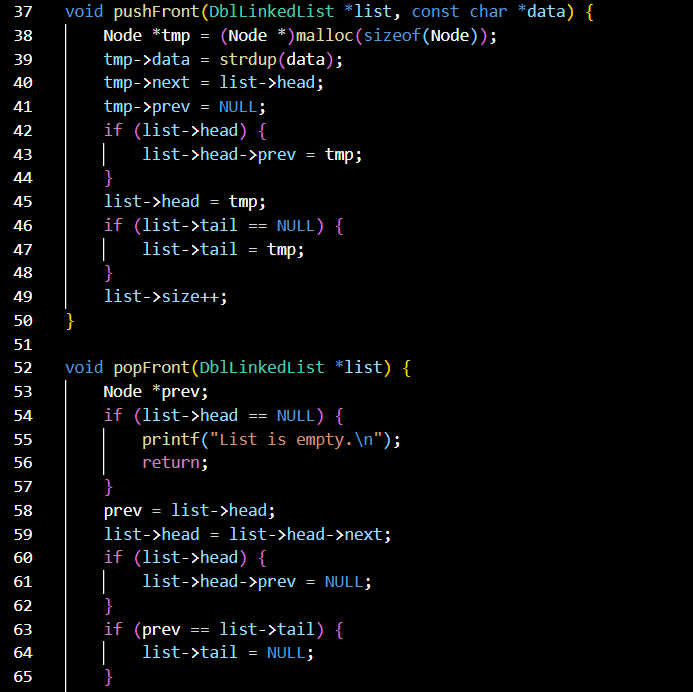 37 void pushFront(DblLinkedList *list, const char *data) {
38     Node *tmp = (Node *)malloc(sizeof(Node));
39     tmp->data = strdup(data);
40     tmp->next = list->head;
41     tmp->prev = NULL;
42     if (list->head) {
43         list->head->prev = tmp;
44     }
45     list->head = tmp;
46     if (list->tail == NULL) {
47         list->tail = tmp;
48     }
49     list->size++;
50 }
51
52 void popFront(DblLinkedList *list) {
53     Node *prev;
54     if (list->head == NULL) {
55         printf("List is empty.\n");
56         return;
57     }
58     prev = list->head;
59     list->head = list->head->next;
60     if (list->head) {
61         list->head->prev = NULL;
62     }
63     if (prev == list->tail) {
64         list->tail = NULL;
65     }